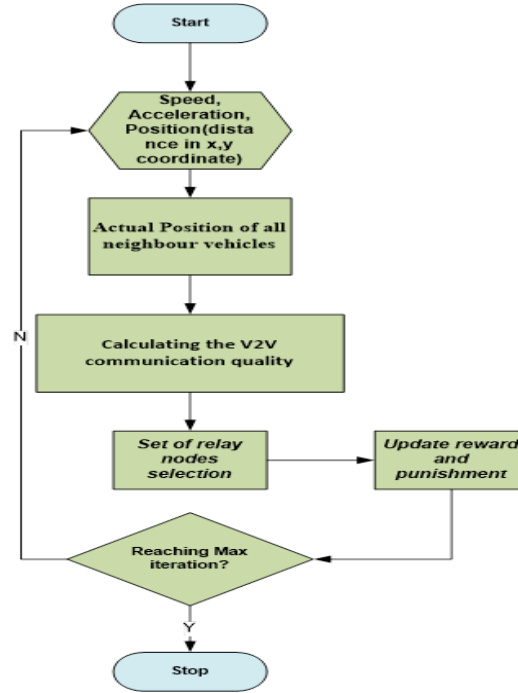 Start
Speed,
Acceleration,
Position(dista
nce in x,y
coordinate)
Actual Position of all
neighbour vehicles
Calculating the V2V
communication quality
Set of relay
nodes
selection
Update reward
and
punishment
N
Reaching Max
iteration?
Y
Stop